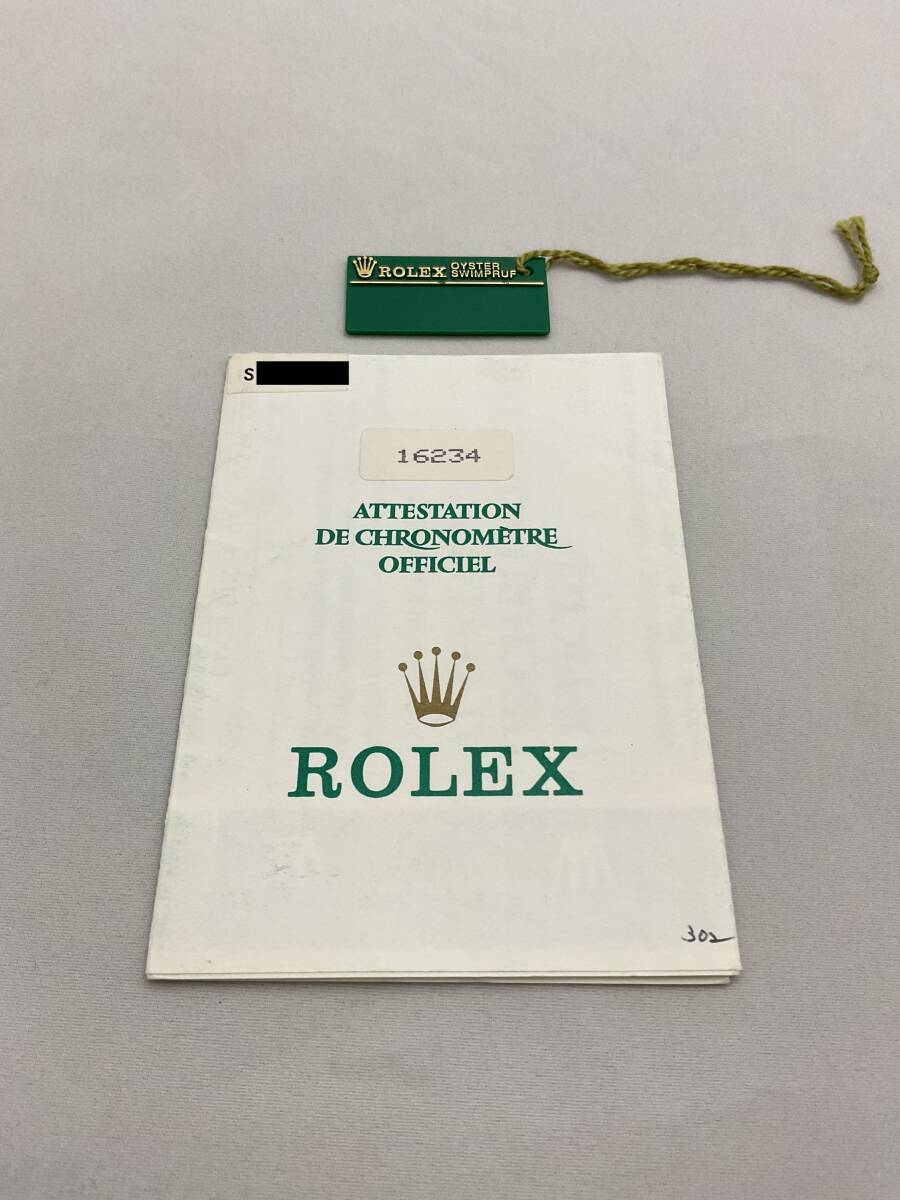 ROLEX OYSTER
SWIMPRUF
S
16234
ATTESTATION
DE CHRONOMÈTRE
OFFICIEL
ROLEX
302